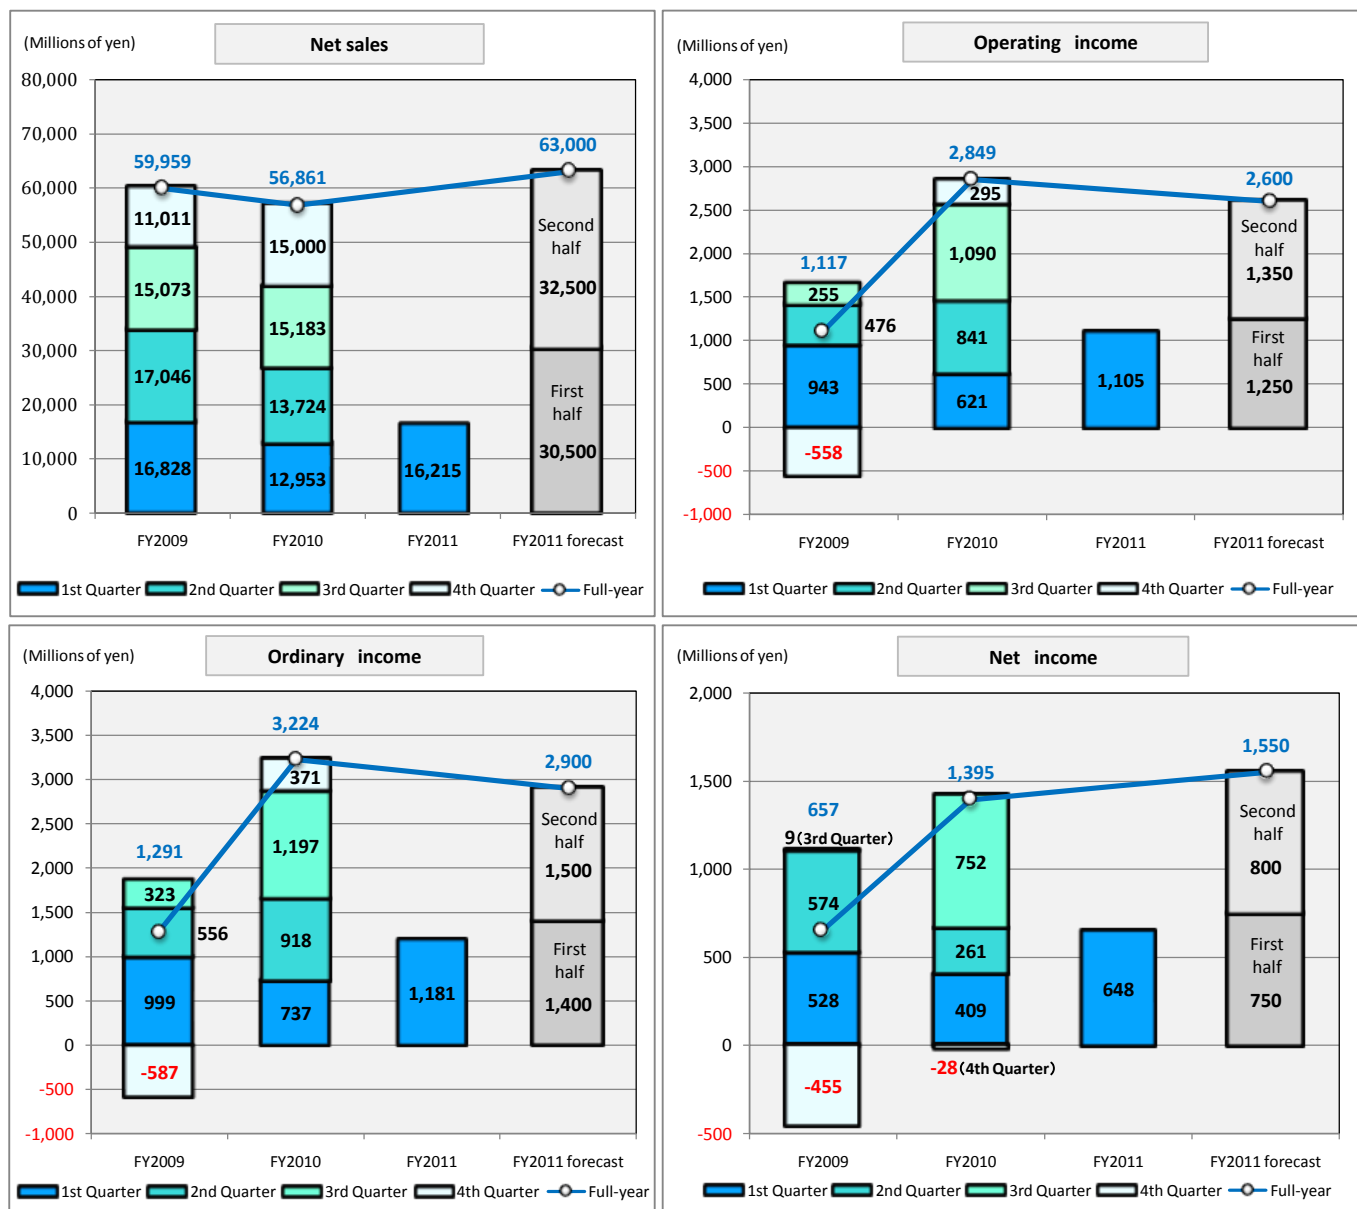 (Millions of yen)
Net sales
80,000
70,000
60,000
50,000
40,000
30,000
20,000
10,000
0
59,959
56,861
63,000
11,011
15,000
Second
half
32,500
15,073
15,183
17,046
13,724
First
half
30,500
16,828
12,953
16,215
FY2009
FY2010
FY2011
FY2011 forecast
1st Quarter
2nd Quarter
3rd Quarter
4th Quarter
Full-year
(Millions of yen)
Operating income
4,000
3,500
3,000
2,500
2,000
1,500
1,000
500
0
-500
-1,000
2,849
2,600
295
1,117
1,090
Second
half
1,350
255
476
841
First
half
1,250
943
621
1,105
-558
FY2009
FY2010
FY2011
FY2011 forecast
1st Quarter
2nd Quarter
3rd Quarter
4th Quarter
Full-year
(Millions of yen)
Ordinary income
4,000
3,500
3,000
2,500
2,000
1,500
1,000
500
0
-500
-1,000
3,224
2,900
371
1,291
1,197
Second
half
1,500
323
556
918
First
half
1,400
999
737
1,181
-587
FY2009
FY2010
FY2011
FY2011 forecast
1st Quarter
2nd Quarter
3rd Quarter
4th Quarter
Full-year
(Millions of yen)
Net income
2,000
1,500
1,000
500
0
-500
1,550
1,395
657
9(3rd Quarter)
752
Second
half
800
574
261
First
half
750
528
409
648
-28(4th Quarter)
-455
FY2009
FY2010
FY2011
FY2011 forecast
1st Quarter
2nd Quarter
3rd Quarter
4th Quarter
Full-year